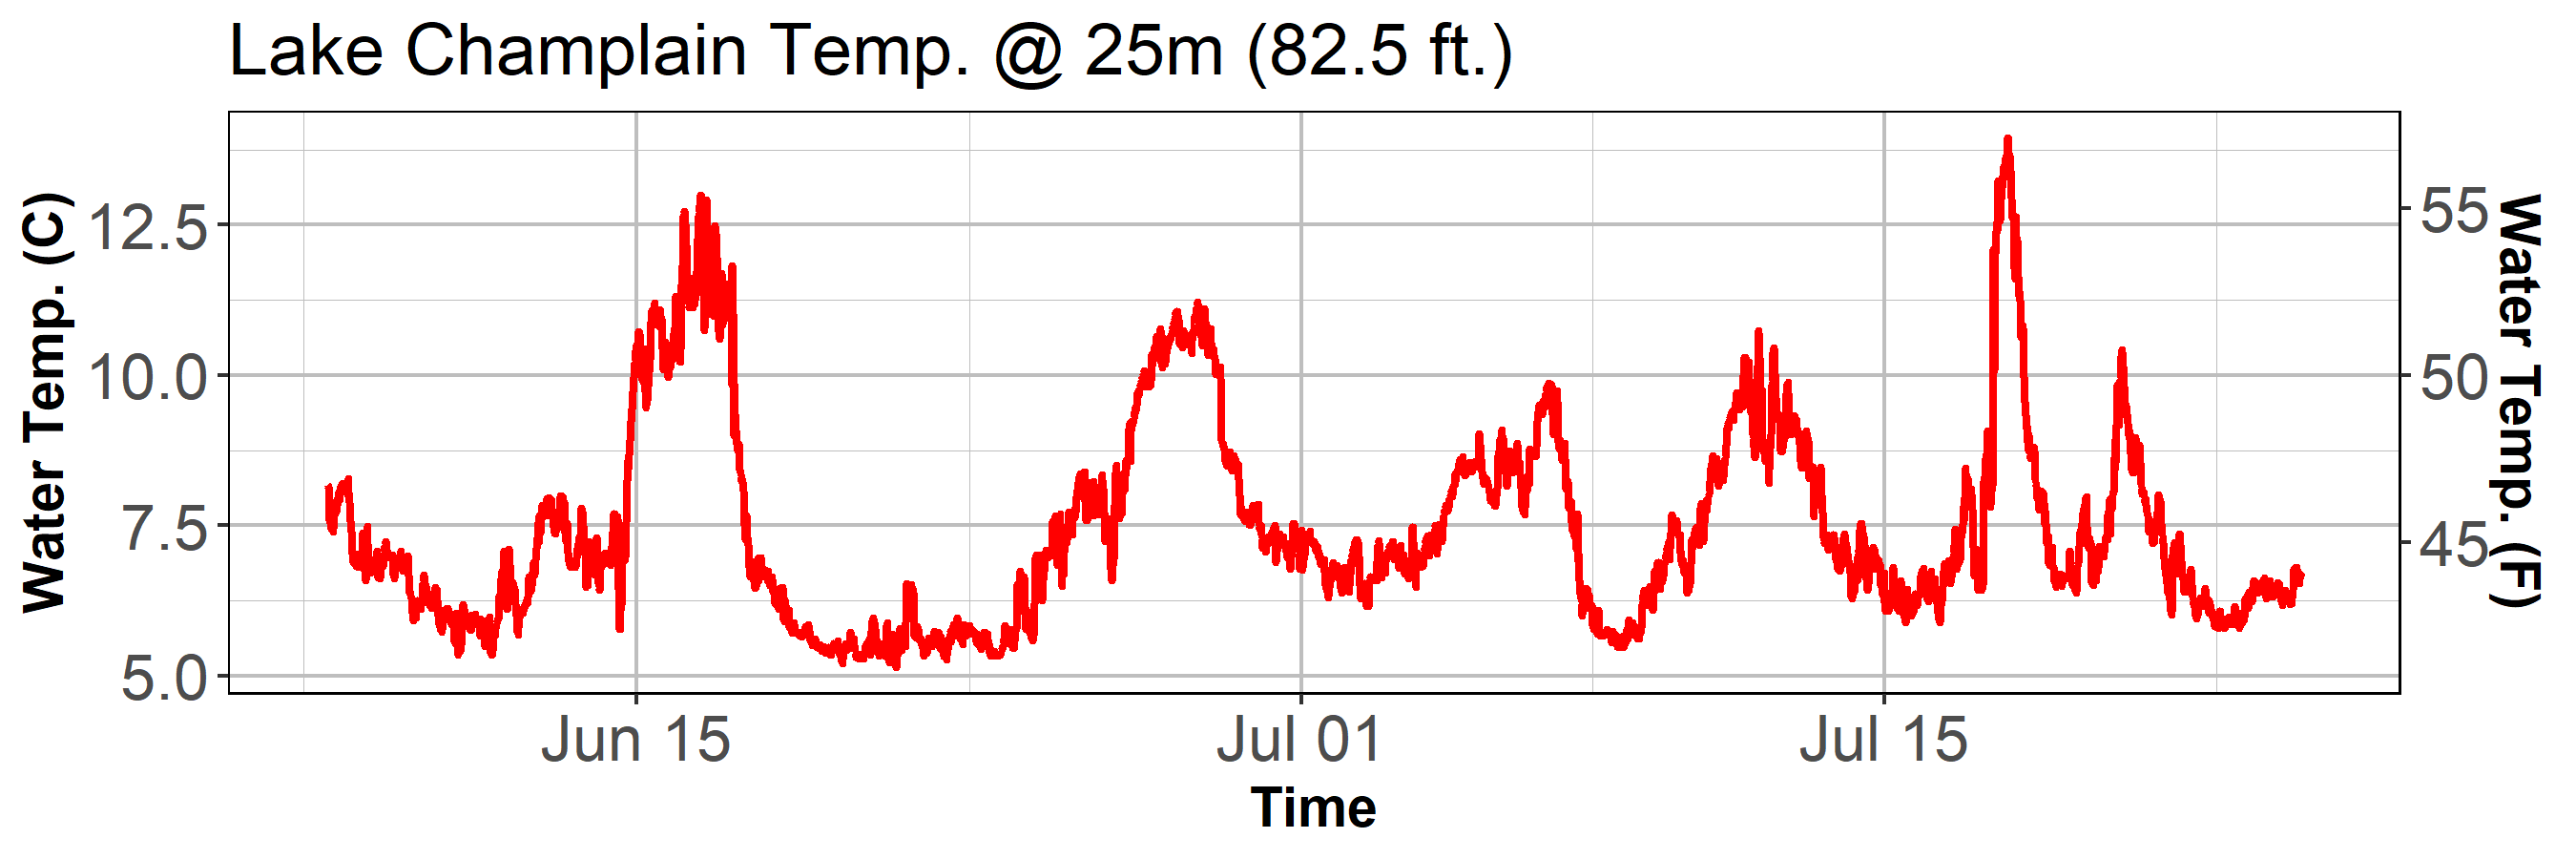 Lake Champlain Temp. @ 25m (82.5 ft.)
Water Temp. (C)
12.5
10.0
7.5
5.0
55
50
45
Water Temp. (F)
Jun 15
Jul 01
Jul 15
Time